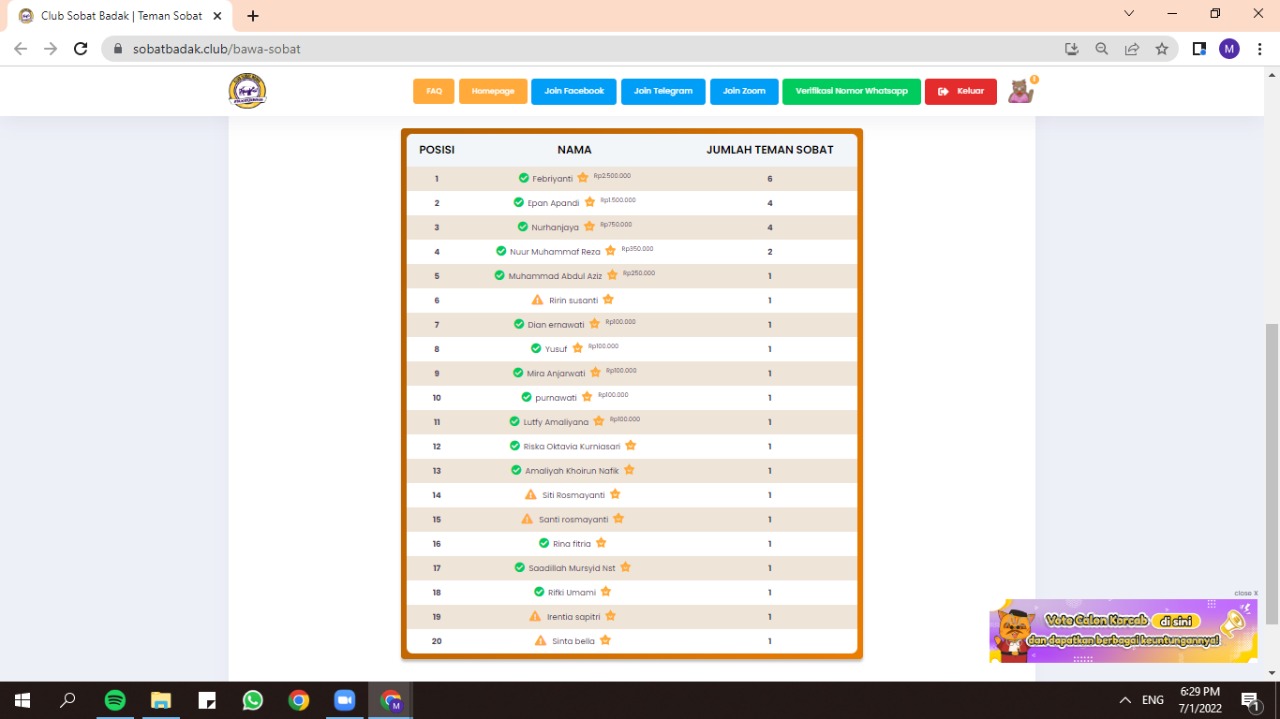 Club Sobat Badak | Teman Sobat
sobatbadak.club/bawa-sobat
M
FAQ
Homepage
Join Facebook
Join Telegram
Join Zoom
Verifikasi Nomor Whatsapp
Keluar
POSISI NAMA JUMLAH TEMAN SOBAT
1 Febriyanti Rp2.500.000 6
2 Epan Apandi Rp1.500.000 4
3 Nurhanjaya Rp750.000 4
4 Nuur Muhammaf Reza Rp350.000 2
5 Muhammad Abdul Aziz Rp250.000 1
6 Ririn susanti 1
7 Dian ernawati Rp100.000 1
8 Yusuf Rp100.000 1
9 Mira Anjarwati Rp100.000 1
10 purnawati Rp100.000 1
11 Lutfy Amaliyana Rp100.000 1
12 Riska Oktavia Kurniasari 1
13 Amaliyah Khoirun Nafik 1
14 Siti Rosmayanti 1
15 Santi rosmayanti 1
16 Rina fitria 1
17 Saadillah Mursyid Nst 1
18 Rifki Umami 1
19 Irentia sapitri 1
20 Sinta bella 1
close X
Vote Calon Korcab di sini
dan dapatkan berbagai keuntungannya!
ENG
6:29 PM
7/1/2022
1